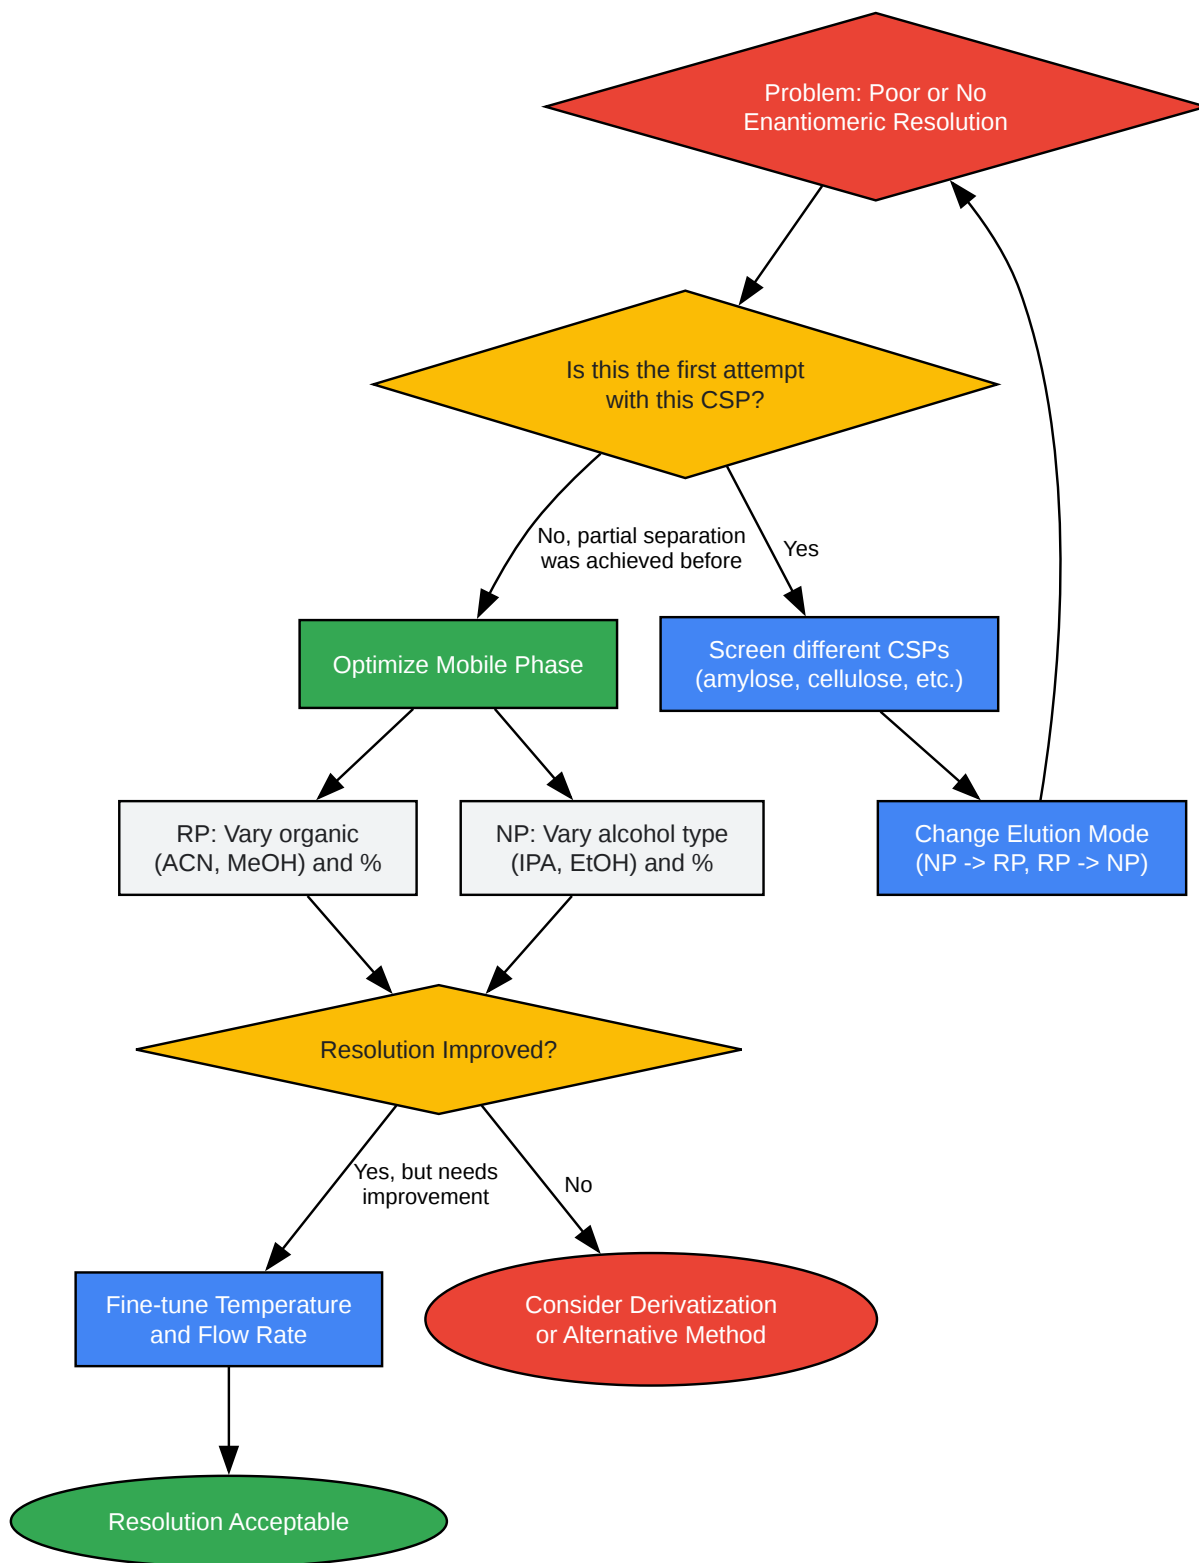 Problem: Poor or No
Enantiomeric Resolution
Is this the first attempt
with this CSP?
No, partial separation
was achieved before
Yes
Optimize Mobile Phase
Screen different CSPs
(amylose, cellulose, etc.)
RP: Vary organic
(ACN, MeOH) and %
NP: Vary alcohol type
(IPA, EtOH) and %
Change Elution Mode
(NP -> RP, RP -> NP)
Resolution Improved?
Yes, but needs
improvement
No
Fine-tune Temperature
and Flow Rate
Consider Derivatization
or Alternative Method
Resolution Acceptable